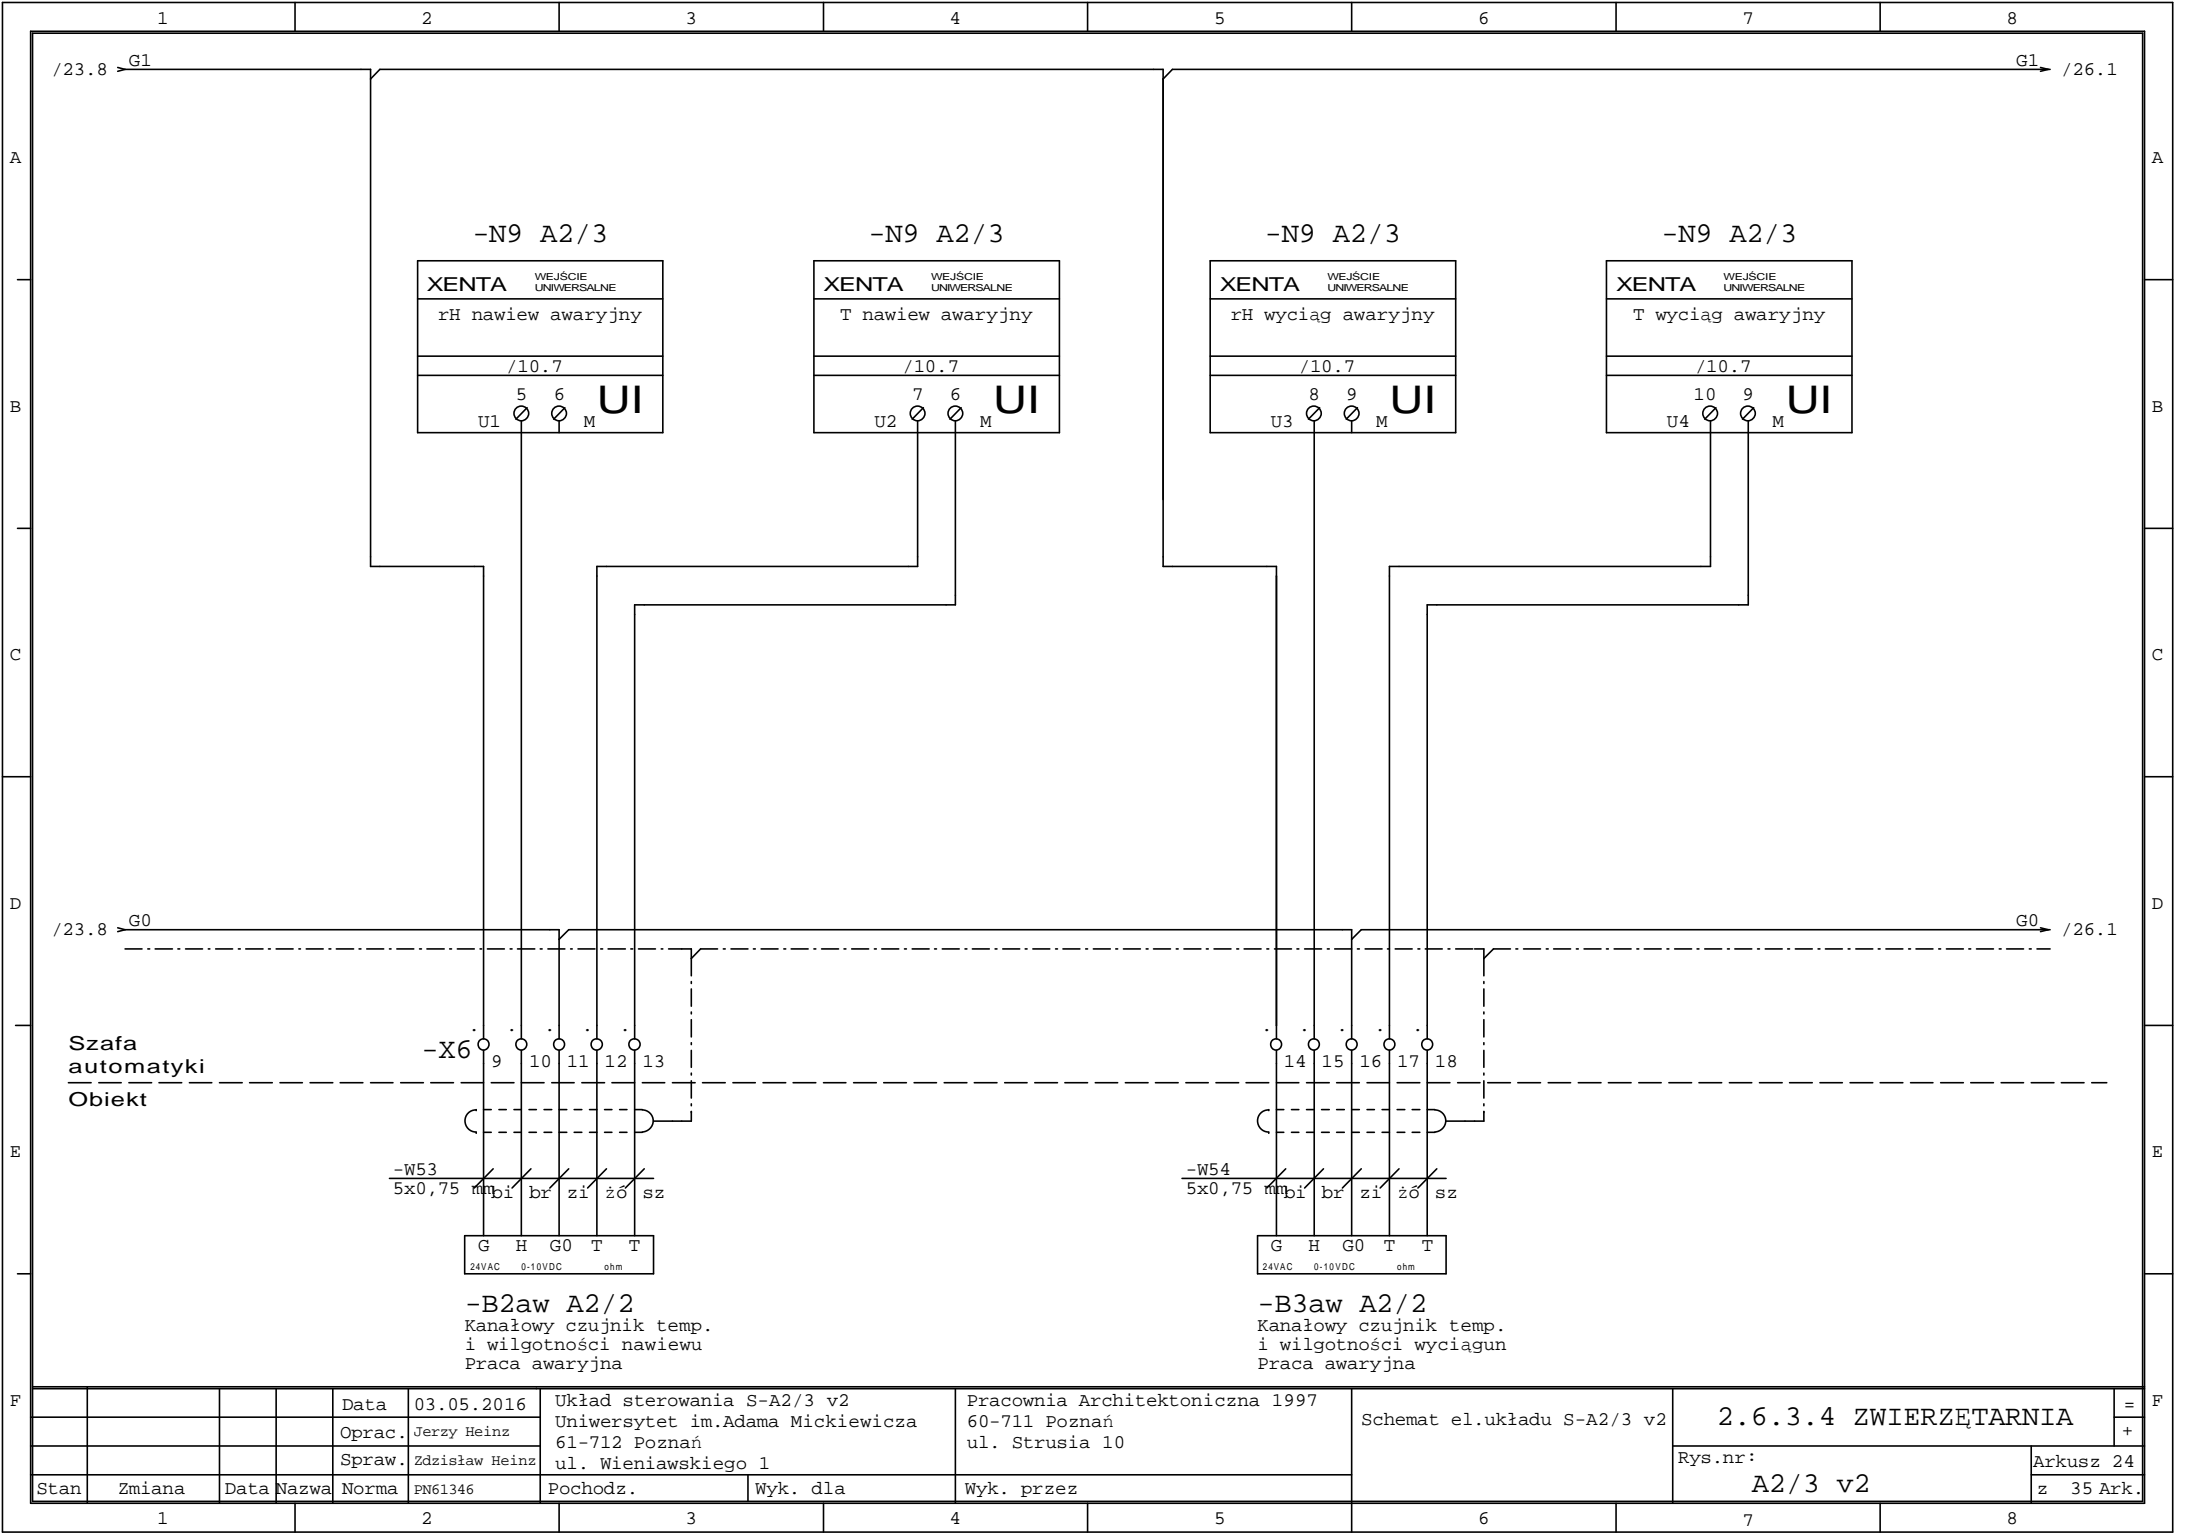 1 2 3 4 5 6 7 8
/23.8 G1 G1 /26.1
A A
-N9 A2/3 -N9 A2/3 -N9 A2/3 -N9 A2/3
XENTA WEJŚCIE UNIWERSALNE
rH nawiew awaryjny
/10.7
5 6 UI
U1 M
XENTA WEJŚCIE UNIWERSALNE
T nawiew awaryjny
/10.7
7 6 UI
U2 M
XENTA WEJŚCIE UNIWERSALNE
rH wyciąg awaryjny
/10.7
8 9 UI
U3 M
XENTA WEJŚCIE UNIWERSALNE
T wyciąg awaryjny
/10.7
10 9 UI
U4 M
B B
C C
D D
/23.8 G0 G0 /26.1
Szafa
automatyki
Obiekt
-X6 9 10 11 12 13 14 15 16 17 18
E E
-W53
5x0,75 mm bi br zi żó sz
-W54
5x0,75 mm bi br zi żó sz
G H G0 T T
24VAC 0-10VDC ohm
G H G0 T T
24VAC 0-10VDC ohm
-B2aw A2/2
Kanałowy czujnik temp.
i wilgotności nawiewu
Praca awaryjna
-B3aw A2/2
Kanałowy czujnik temp.
i wilgotności wyciągun
Praca awaryjna
F F
Data 03.05.2016
Oprac. Jerzy Heinz
Spraw. Zdzisław Heinz
Stan Zmiana Data Nazwa Norma PN61346
Układ sterowania S-A2/3 v2
Uniwersytet im.Adama Mickiewicza
61-712 Poznań
ul. Wieniawskiego 1
Pochodz. Wyk. dla
Pracownia Architektoniczna 1997
60-711 Poznań
ul. Strusia 10
Wyk. przez
Schemat el.układu S-A2/3 v2
2.6.3.4 ZWIERZĘTARNIA
=
+
Rys.nr:
A2/3 v2
Arkusz 24
z 35 Ark.
1 2 3 4 5 6 7 8